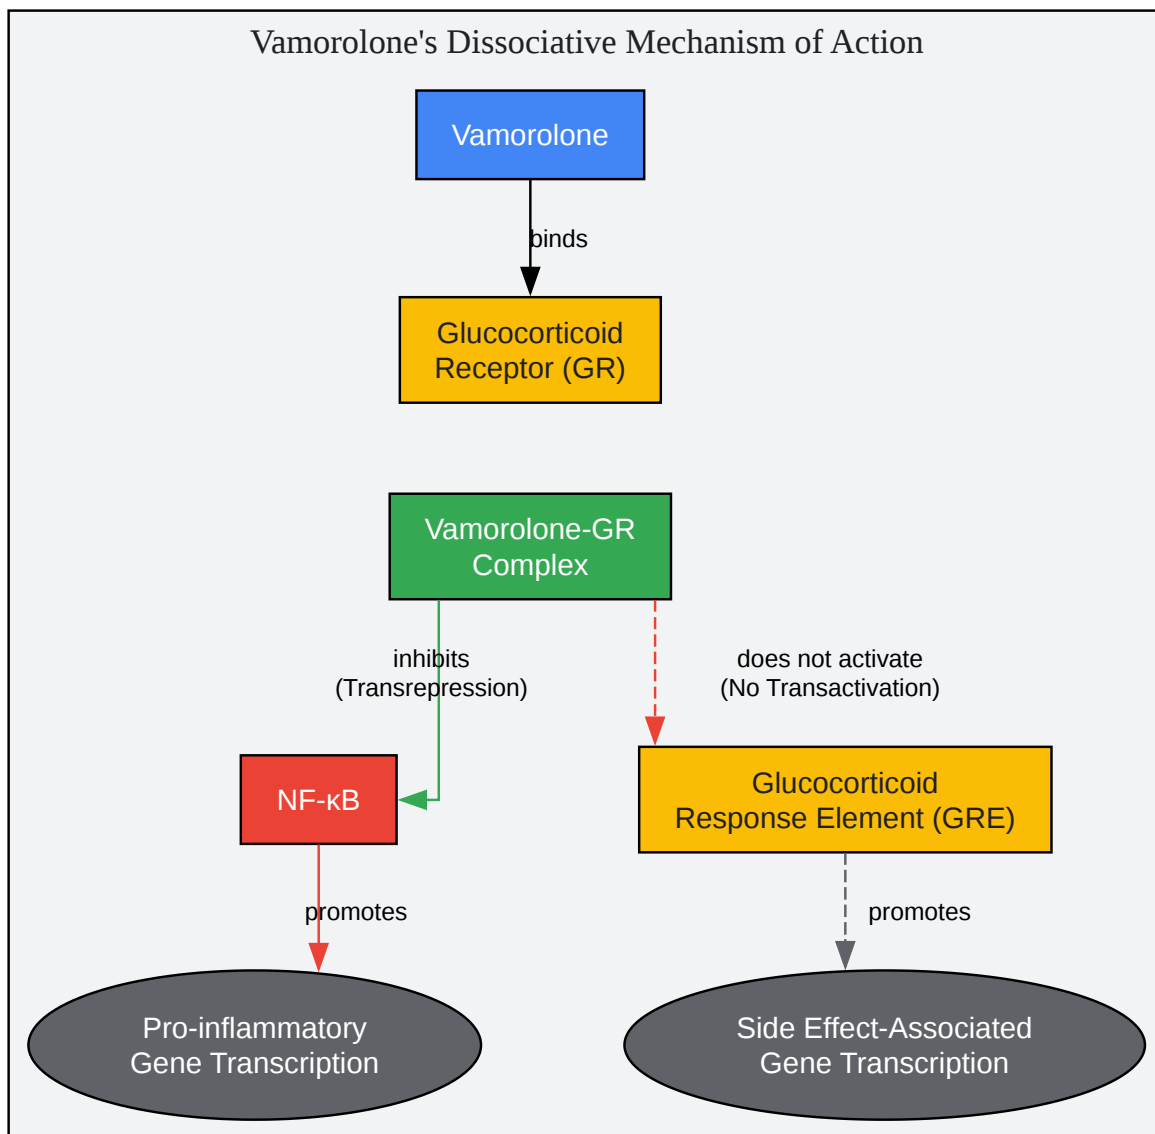 Vamorolone's Dissociative Mechanism of Action
Vamorolone
binds
Glucocorticoid
Receptor (GR)
Vamorolone-GR
Complex
inhibits
(Transrepression)
does not activate
(No Transactivation)
NF-κB
Glucocorticoid
Response Element (GRE)
promotes
promotes
Pro-inflammatory
Gene Transcription
Side Effect-Associated
Gene Transcription